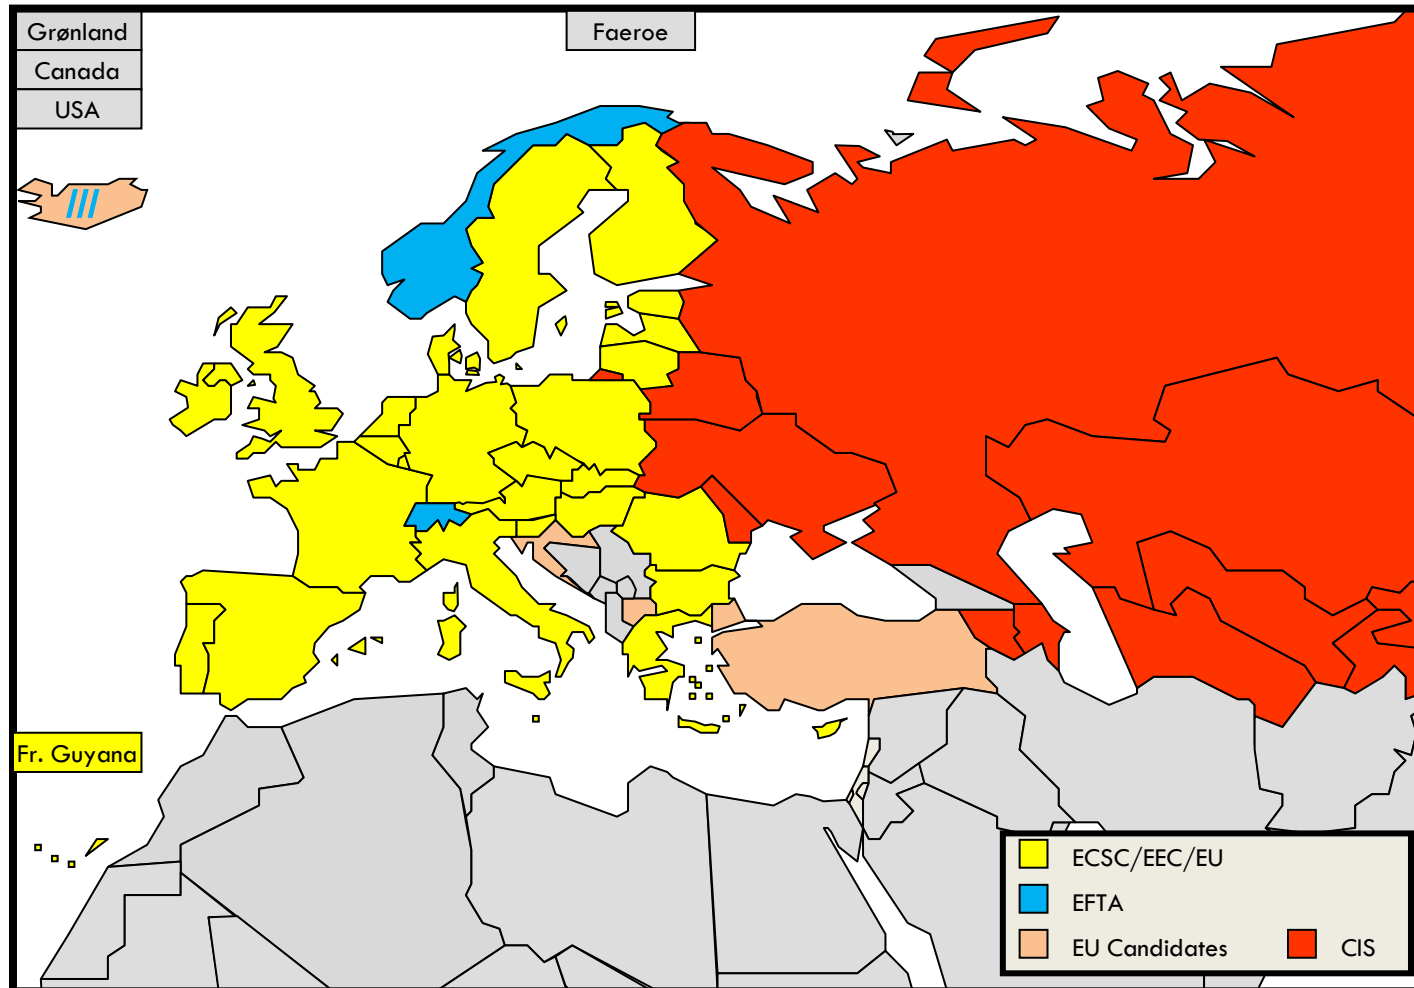 Grønland
Canada
USA
Faeroe
Fr. Guyana
ECSC/EEC/EU
EFTA
EU Candidates
CIS